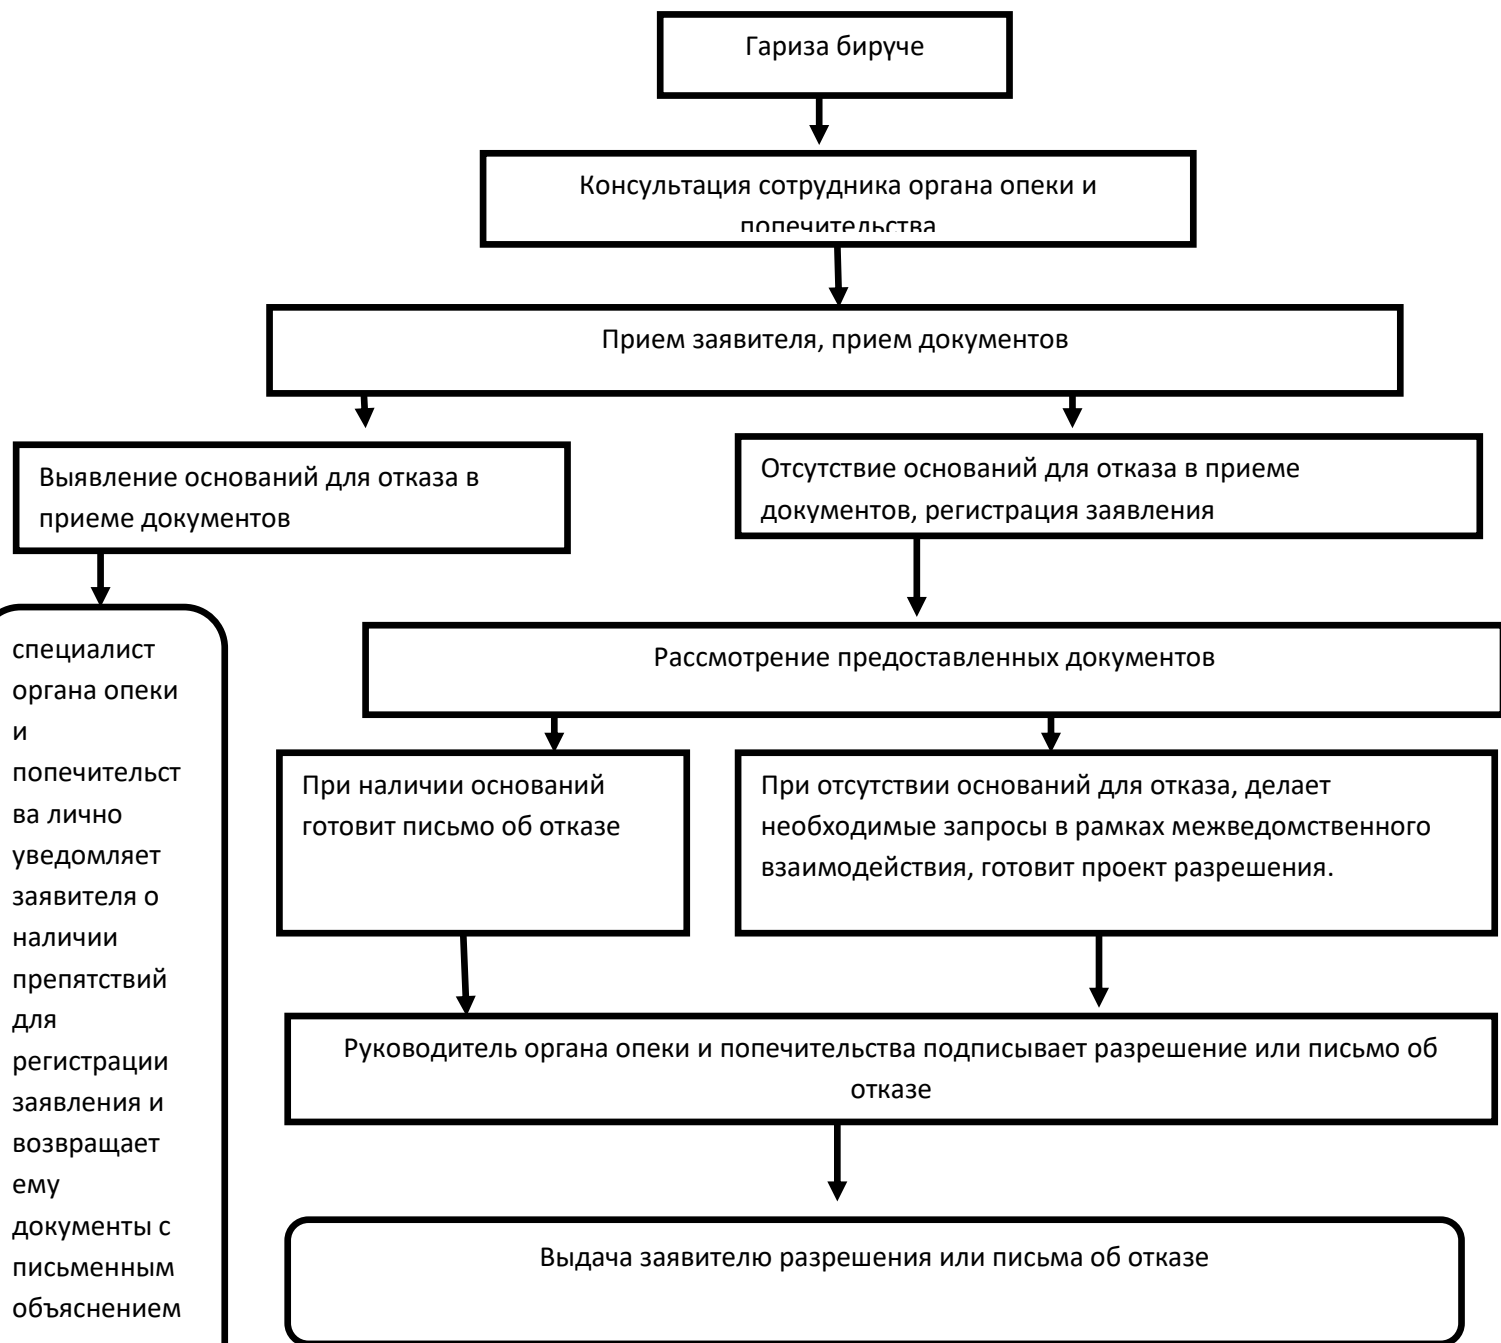 Гариза бирүче
Консультация сотрудника органа опеки и
попечительства
Прием заявителя, прием документов
Выявление оснований для отказа в
приеме документов
Отсутствие оснований для отказа в приеме
документов, регистрация заявления
специалист
органа опеки
и
попечительст
ва лично
уведомляет
заявителя о
наличии
препятствий
для
регистрации
заявления и
возвращает
ему
документы с
письменным
объяснением
Рассмотрение предоставленных документов
При наличии оснований
готовит письмо об отказе
При отсутствии оснований для отказа, делает
необходимые запросы в рамках межведомственного
взаимодействия, готовит проект разрешения.
Руководитель органа опеки и попечительства подписывает разрешение или письмо об
отказе
Выдача заявителю разрешения или письма об отказе